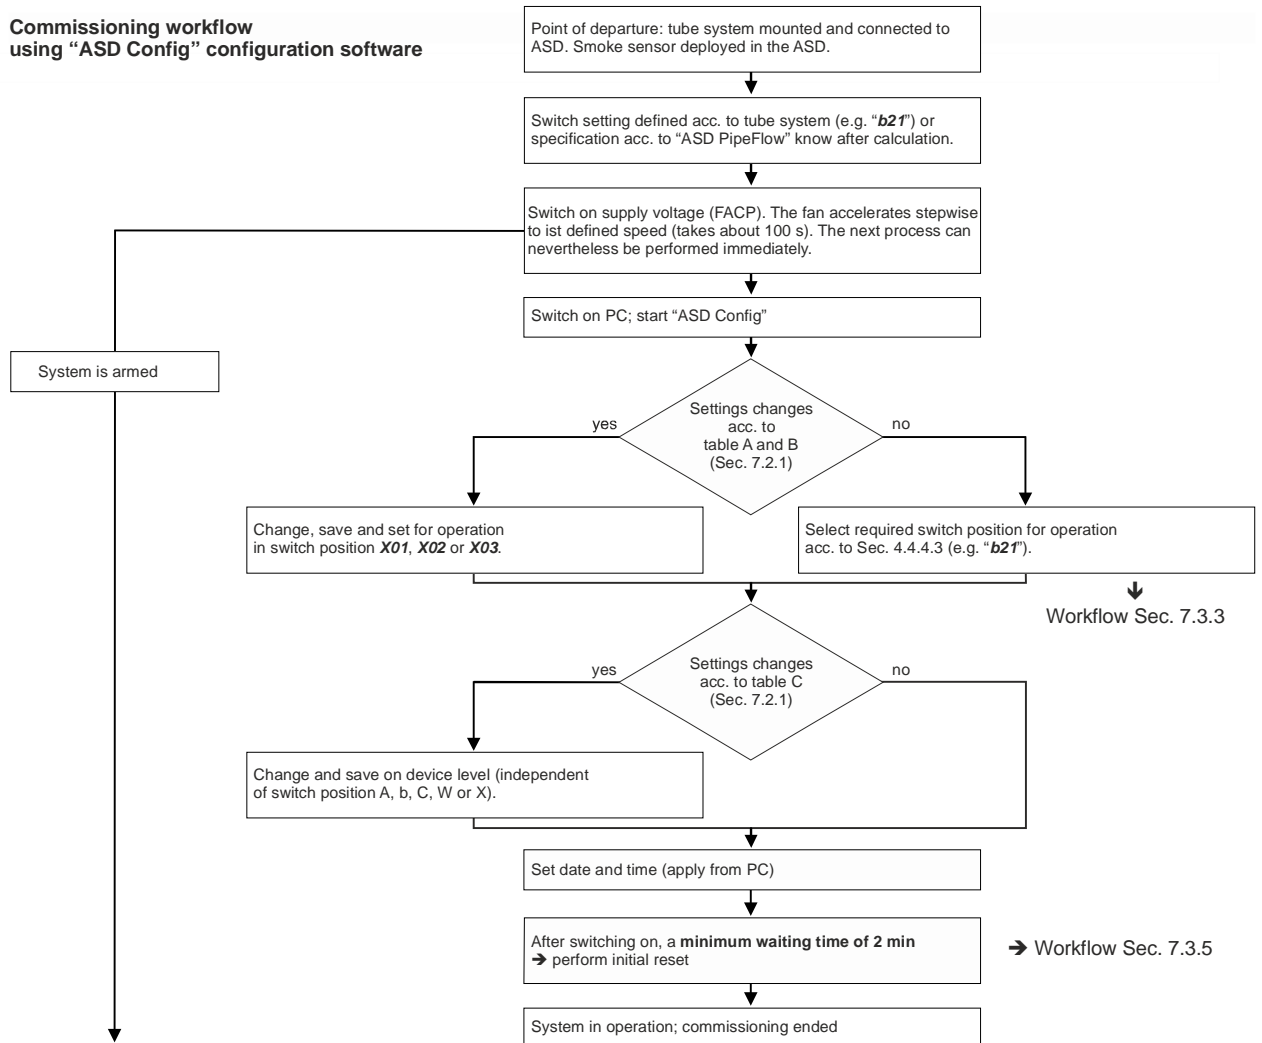 Commissioning workflow
using “ASD Config” configuration software
Point of departure: tube system mounted and connected to
ASD. Smoke sensor deployed in the ASD.
Switch setting defined acc. to tube system (e.g. “b21”) or
specification acc. to “ASD PipeFlow” know after calculation.
Switch on supply voltage (FACP). The fan accelerates stepwise
to ist defined speed (takes about 100 s). The next process can
nevertheless be performed immediately.
Switch on PC; start “ASD Config”
System is armed
Settings changes
acc. to
table A and B
(Sec. 7.2.1)
yes
no
Change, save and set for operation
in switch position X01, X02 or X03.
Select required switch position for operation
acc. to Sec. 4.4.4.3 (e.g. “b21”).
🡫
Workflow Sec. 7.3.3
Settings changes
acc. to table C
(Sec. 7.2.1)
yes
no
Change and save on device level (independent
of switch position A, b, C, W or X).
Set date and time (apply from PC)
After switching on, a minimum waiting time of 2 min
➔ perform initial reset
➔ Workflow Sec. 7.3.5
System in operation; commissioning ended